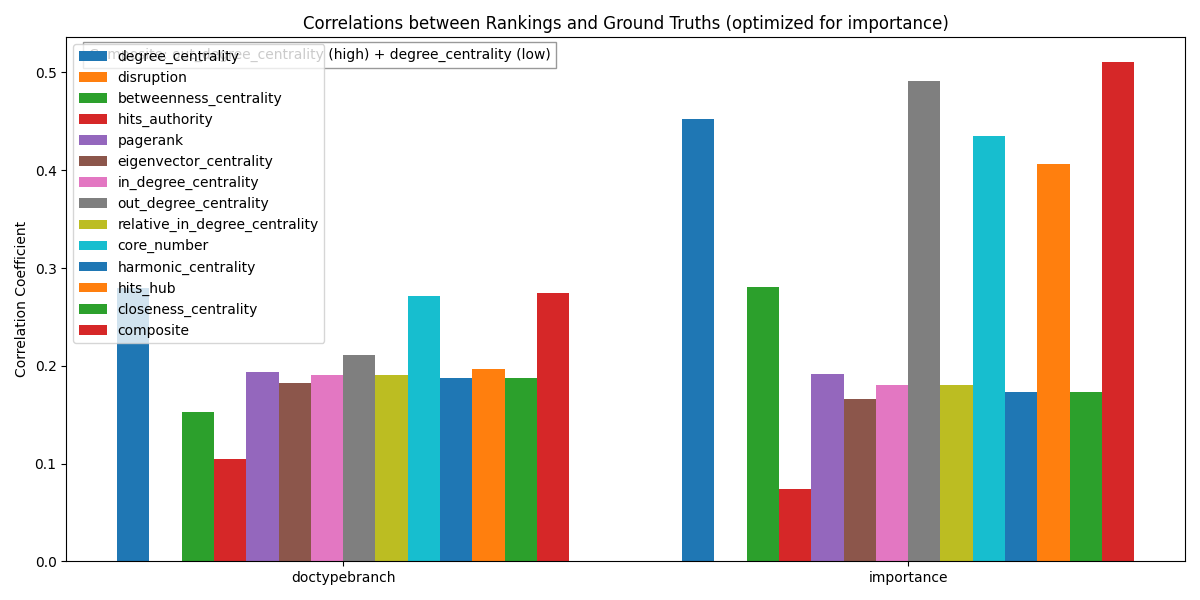 Correlations between Rankings and Ground Truths (optimized for importance)
Composite: out_degree_centrality (high) + degree_centrality (low)
degree_centrality
disruption
betweenness_centrality
hits_authority
pagerank
eigenvector_centrality
in_degree_centrality
out_degree_centrality
relative_in_degree_centrality
core_number
harmonic_centrality
hits_hub
closeness_centrality
composite
Correlation Coefficient
0.5
0.4
0.3
0.2
0.1
0.0
doctypebranch
importance